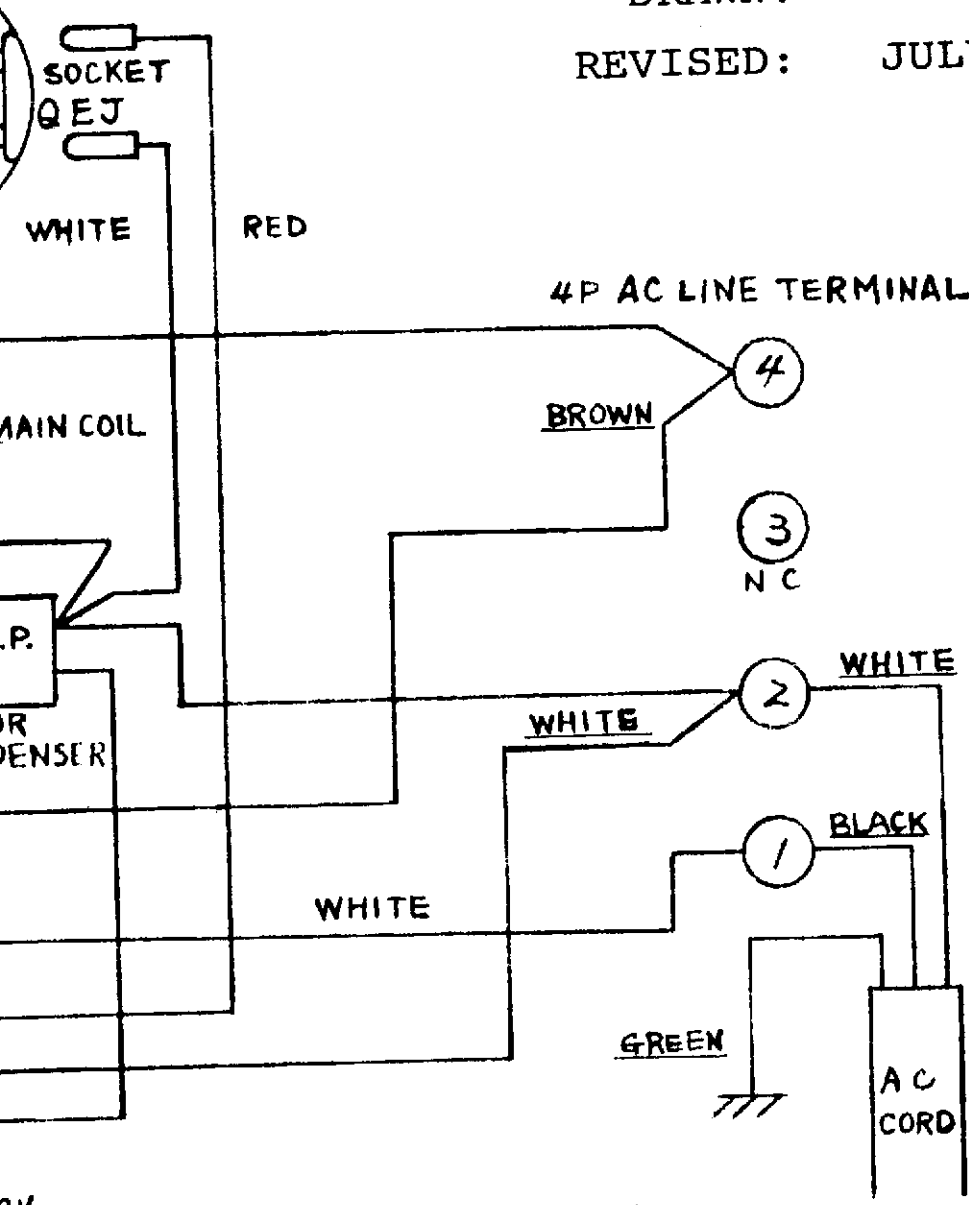 REVISED:
SOCKET
QEJ
WHITE
RED
4P AC LINE TERMINAL
4
BROWN
MAIN COIL
3
N C
.P.
WHITE
2
WHITE
BLACK
1
WHITE
GREEN
A C
CORD